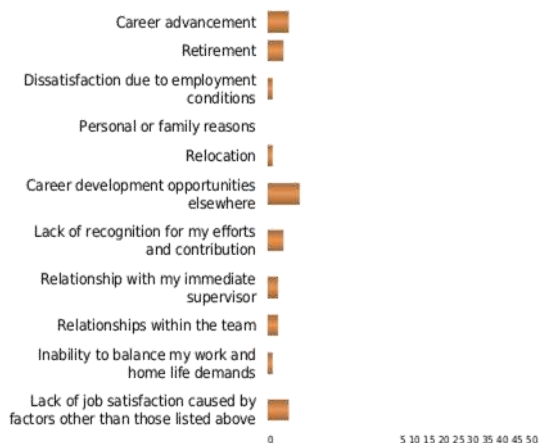 Career advancement
Retirement
Dissatisfaction due to employment
conditions
Personal or family reasons
Relocation
Career development opportunities
elsewhere
Lack of recognition for my efforts
and contribution
Relationship with my immediate
supervisor
Relationships within the team
Inability to balance my work and
home life demands
Lack of job satisfaction caused by
factors other than those listed above
0 5 10 15 20 25 30 35 40 45 50